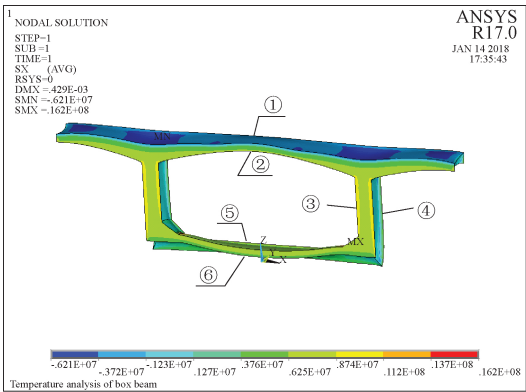 1
NODAL SOLUTION
STEP=1
SUB =1
TIME=1
SX (AVG)
RSYS=0
DMX =.429E-03
SMN =-.621E+07
SMX =.162E+08
ANSYS
R17.0
JAN 14 2018
17:35:43
①
MN
②
③
④
⑤
MX
Z
Y
X
⑥
-.621E+07 -.123E+07 .376E+07 .874E+07 .137E+08
-.372E+07 .127E+07 .625E+07 .112E+08 .162E+08
Temperature analysis of box beam